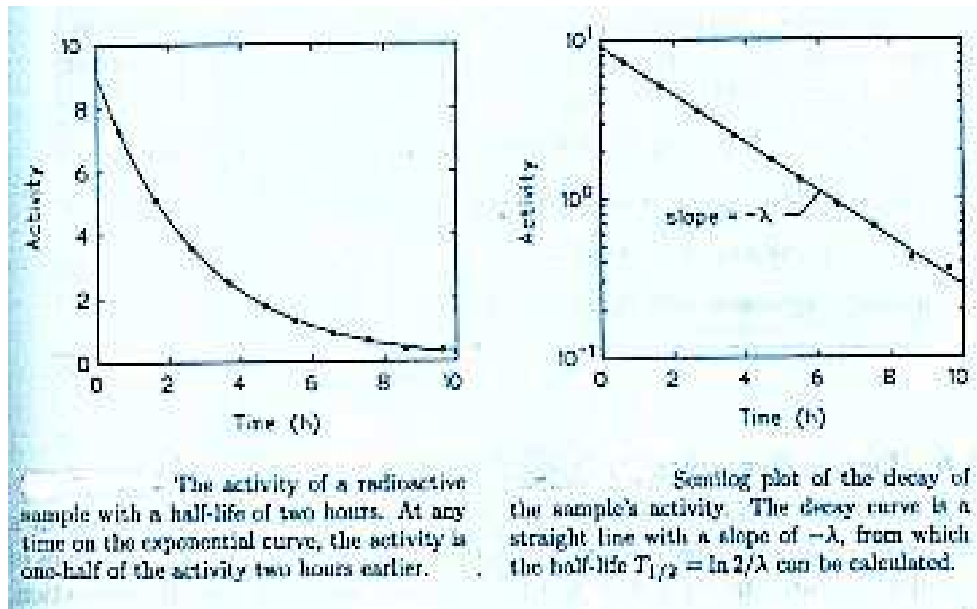 10
8
6
4
2
0
0 2 4 6 8 10
Activity
Time (h)
10¹
10⁰
10⁻¹
0 2 4 6 8 10
Activity
slope = -λ
Time (h)
The activity of a radioactive
sample with a half-life of two hours. At any
time on the exponential curve, the activity is
one-half of the activity two hours earlier.
Semilog plot of the decay of
the sample's activity. The decay curve is a
straight line with a slope of −λ, from which
the half-life T₁/₂ = ln 2/λ can be calculated.